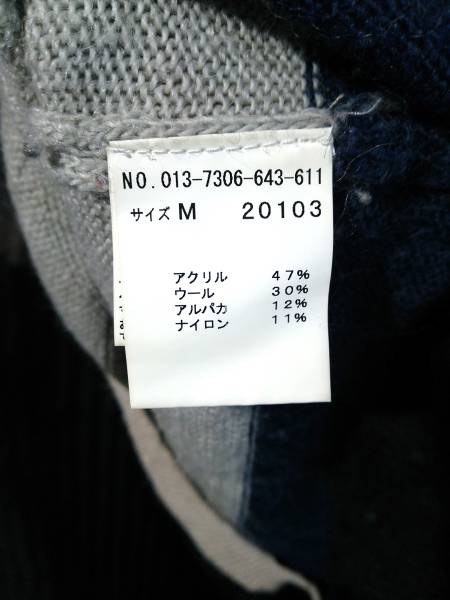 NO.013-7306-643-611
サイズ M 20103
アクリル 47%
ウール 30%
アルパカ 12%
ナイロン 11%